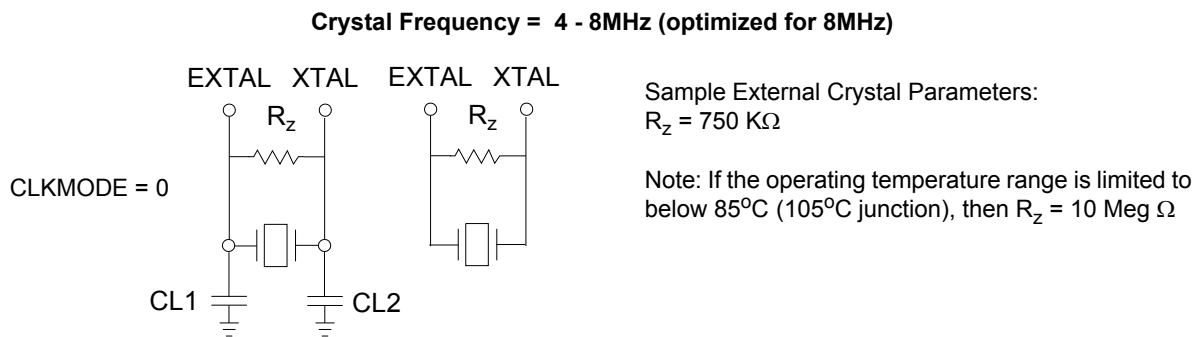 Crystal Frequency = 4 - 8MHz (optimized for 8MHz)
EXTAL XTAL EXTAL XTAL
Rz Rz
CLKMODE = 0
CL1 CL2
Sample External Crystal Parameters:
Rz = 750 KΩ
Note: If the operating temperature range is limited to
below 85oC (105oC junction), then Rz = 10 Meg Ω